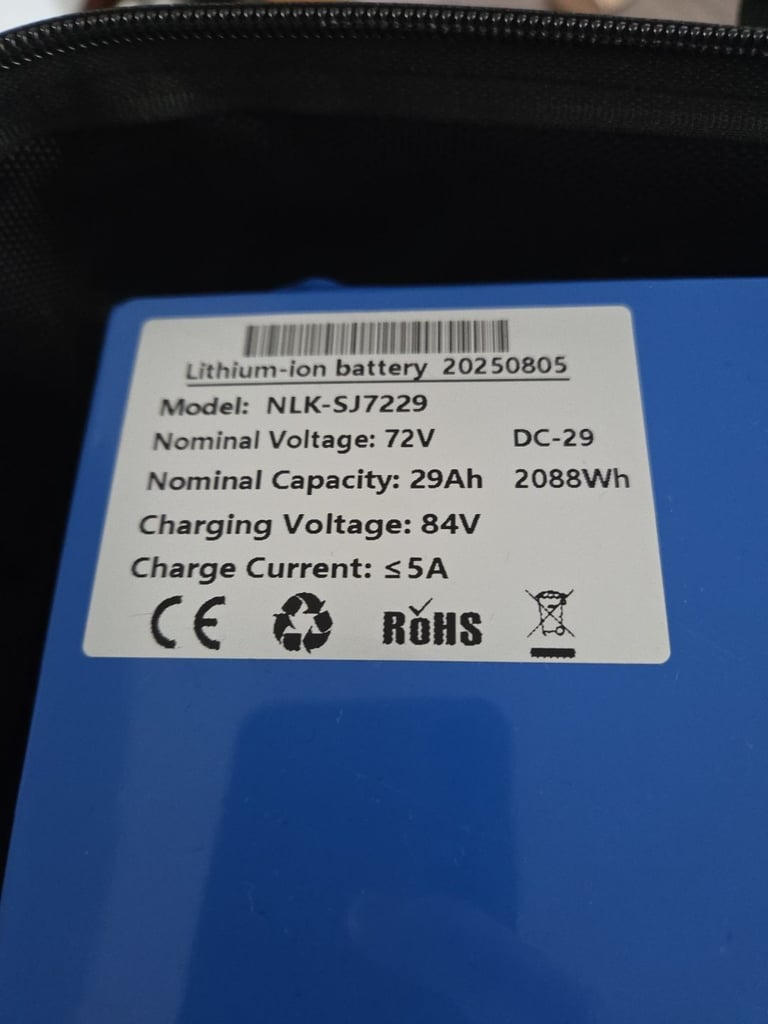 Lithium-ion battery 20250805
Model: NLK-SJ7229
Nominal Voltage: 72V DC-29
Nominal Capacity: 29Ah 2088Wh
Charging Voltage: 84V
Charge Current: ≤5A
CE RoHS